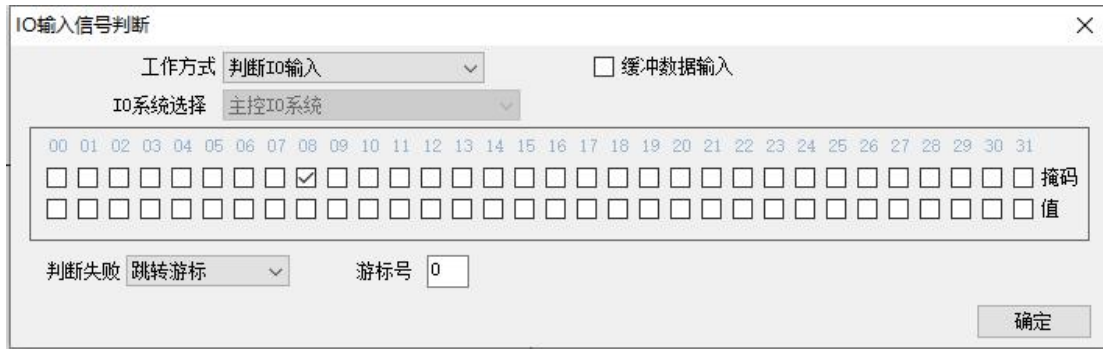 IO输入信号判断
工作方式 判断IO输入 缓冲数据输入
IO系统选择 主控IO系统
00 01 02 03 04 05 06 07 08 09 10 11 12 13 14 15 16 17 18 19 20 21 22 23 24 25 26 27 28 29 30 31
掩码
值
判断失败 跳转游标 游标号 0
确定